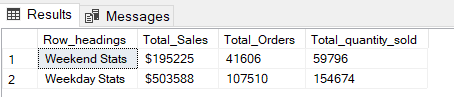 Results Messages
Row_headings Total_Sales Total_Orders Total_quantity_sold
1 Weekend Stats $195225 41606 59796
2 Weekday Stats $503588 107510 154674